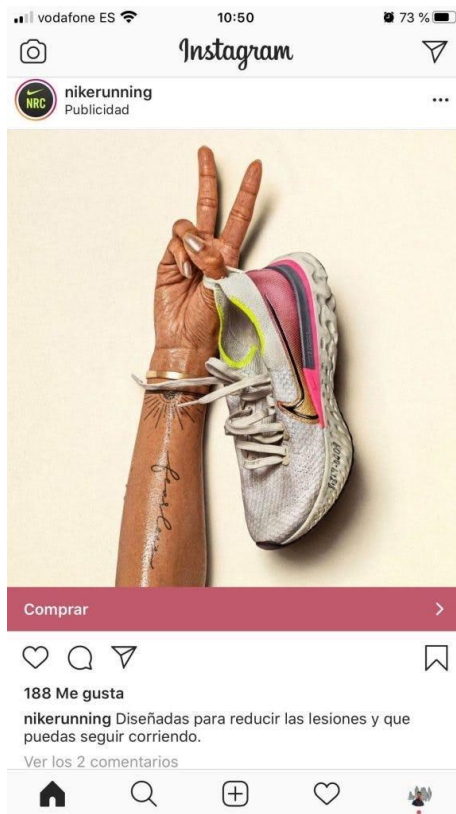 vodafone ES
10:50
73 %
Instagram
NRC
nikerunning
Publicidad
fearless
Comprar
188 Me gusta
nikerunning Diseñadas para reducir las lesiones y que
puedas seguir corriendo.
Ver los 2 comentarios